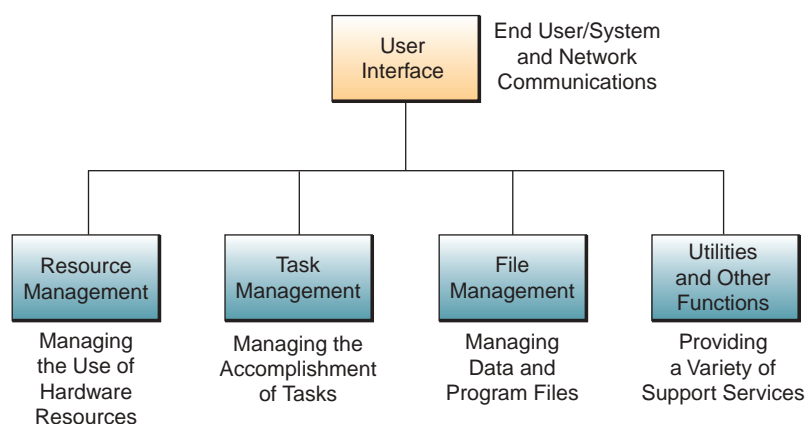 User
Interface
End User/System
and Network
Communications
Resource
Management
Managing
the Use of
Hardware
Resources
Task
Management
Managing the
Accomplishment
of Tasks
File
Management
Managing
Data and
Program Files
Utilities
and Other
Functions
Providing
a Variety of
Support Services